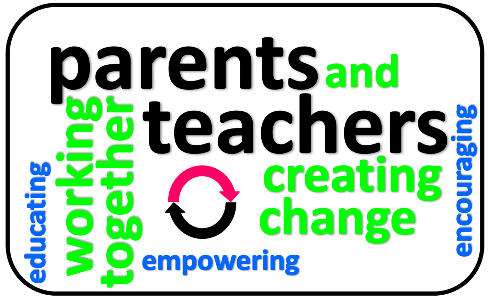 parents and
teachers
working
together
creating
change
educating
empowering
encouraging